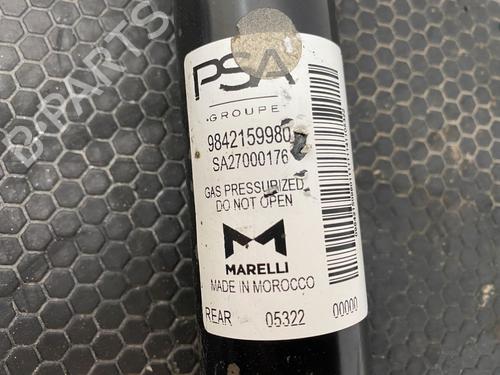 PSA
GROUPE
9842159980
SA27000176
GAS PRESSURIZED
DO NOT OPEN
MARELLI
MADE IN MOROCCO
REAR 05322 00000
B-PARTS